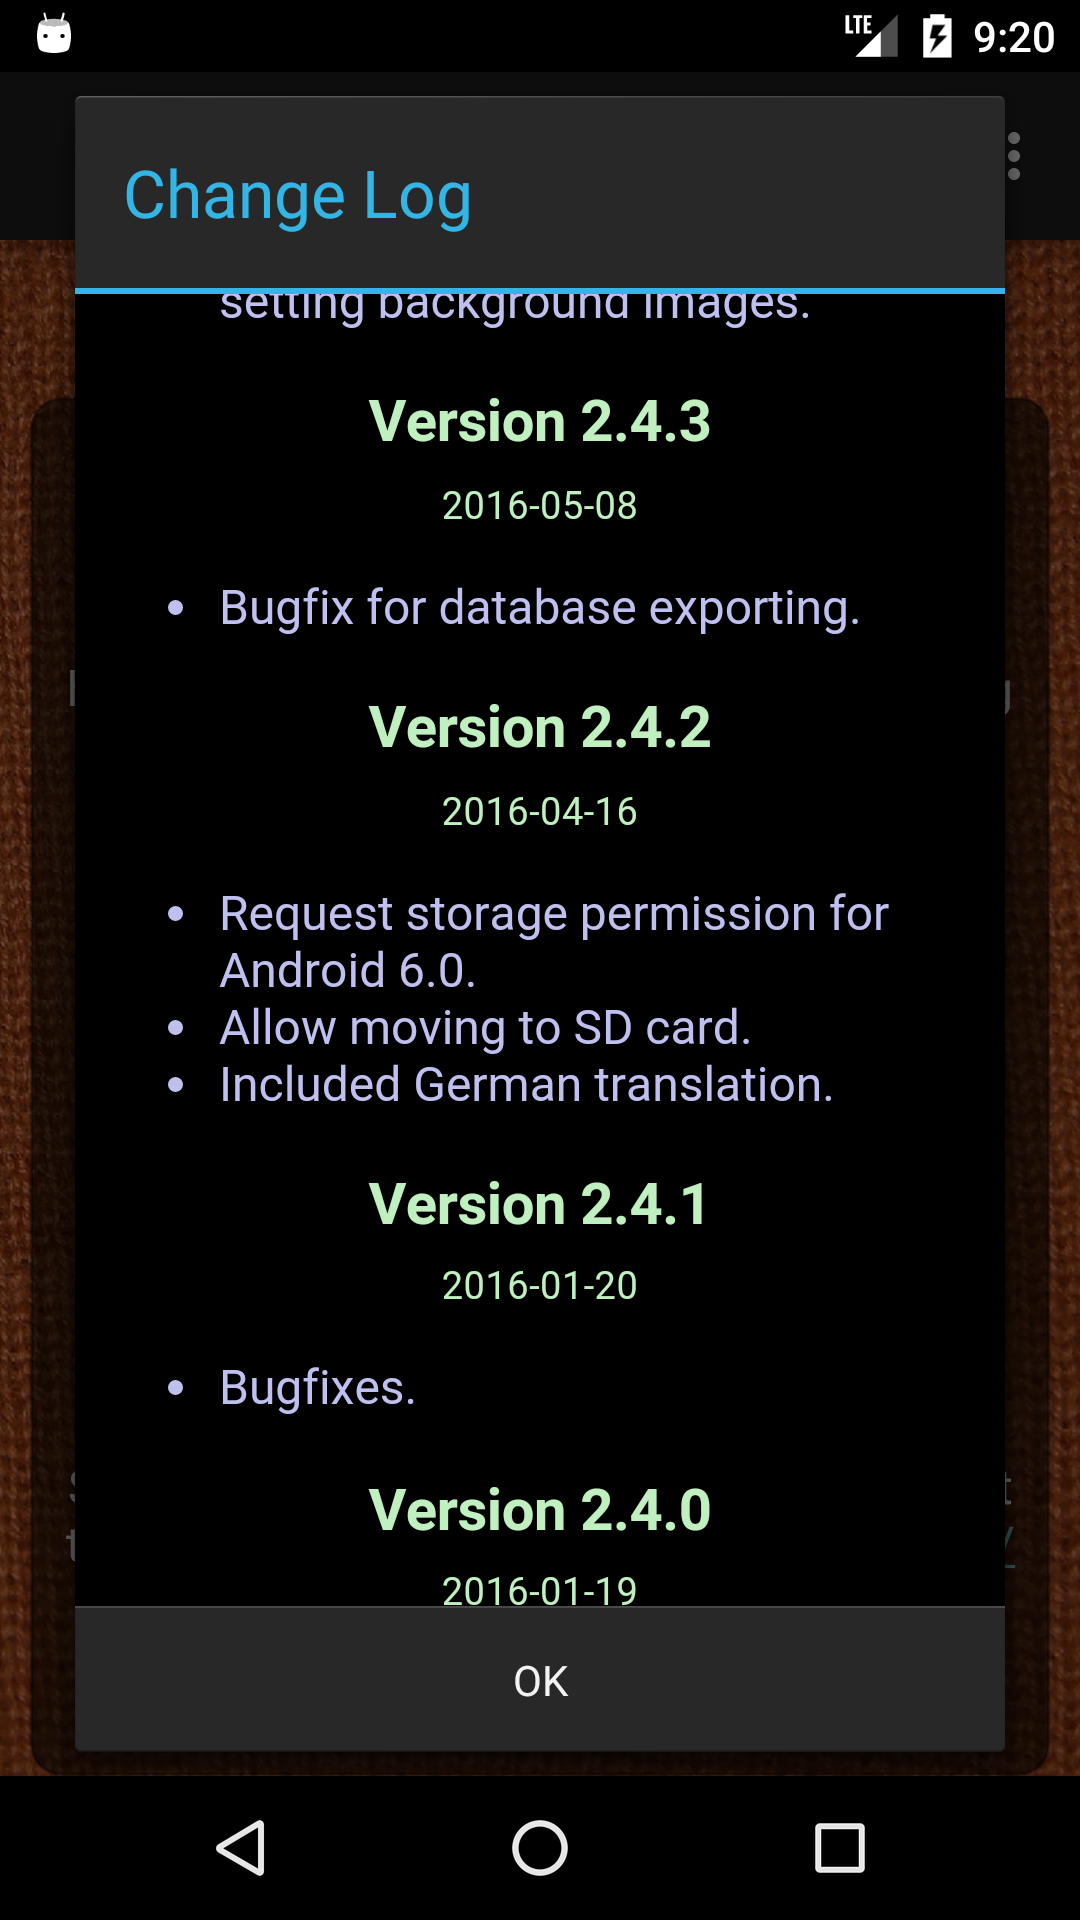 LTE 9:20
Change Log
setting background images.
Version 2.4.3
2016-05-08
• Bugfix for database exporting.
Version 2.4.2
2016-04-16
• Request storage permission for
Android 6.0.
• Allow moving to SD card.
• Included German translation.
Version 2.4.1
2016-01-20
• Bugfixes.
Version 2.4.0
2016-01-19
OK